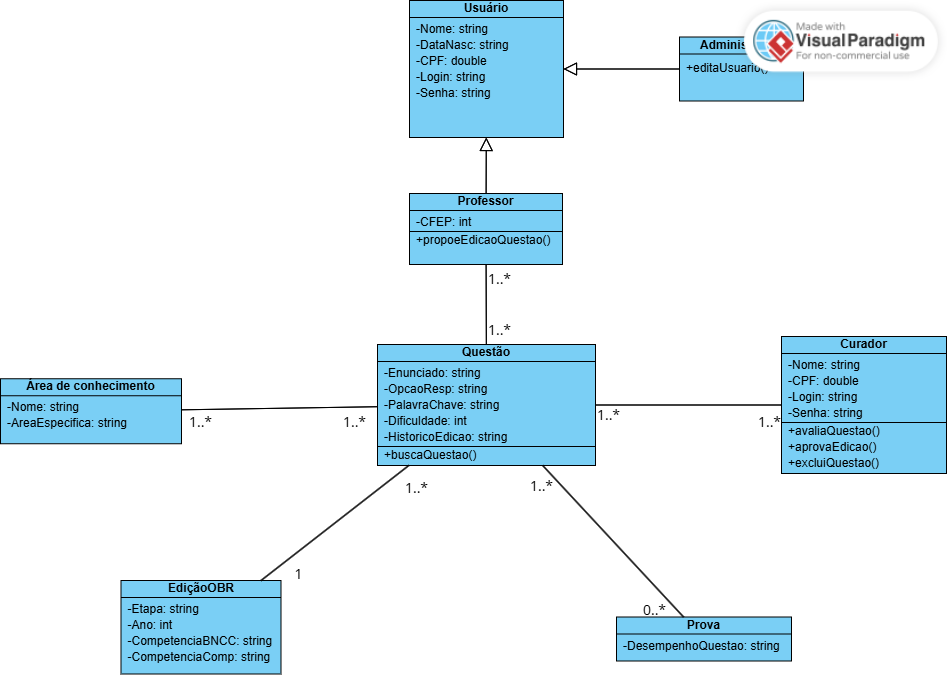 Usuário
-Nome: string
-DataNasc: string
-CPF: double
-Login: string
-Senha: string
Made with
Visual Paradigm
For non-commercial use
+editaUsuario()
Professor
-CFEP: int
+propoeEdicaoQuestao()
1..*
1..*
Questão
-Enunciado: string
-OpcaoResp: string
-PalavraChave: string
-Dificuldade: int
-HistoricoEdicao: string
+buscaQuestao()
Curador
-Nome: string
-CPF: double
-Login: string
-Senha: string
+avaliaQuestao()
+aprovaEdicao()
+excluiQuestao()
Área de conhecimento
-Nome: string
-AreaEspecifica: string
1..*
1..*
1..*
1..*
1..*
1..*
1
0..*
EdiçãoOBR
-Etapa: string
-Ano: int
-CompetenciaBNCC: string
-CompetenciaComp: string
Prova
-DesempenhoQuestao: string